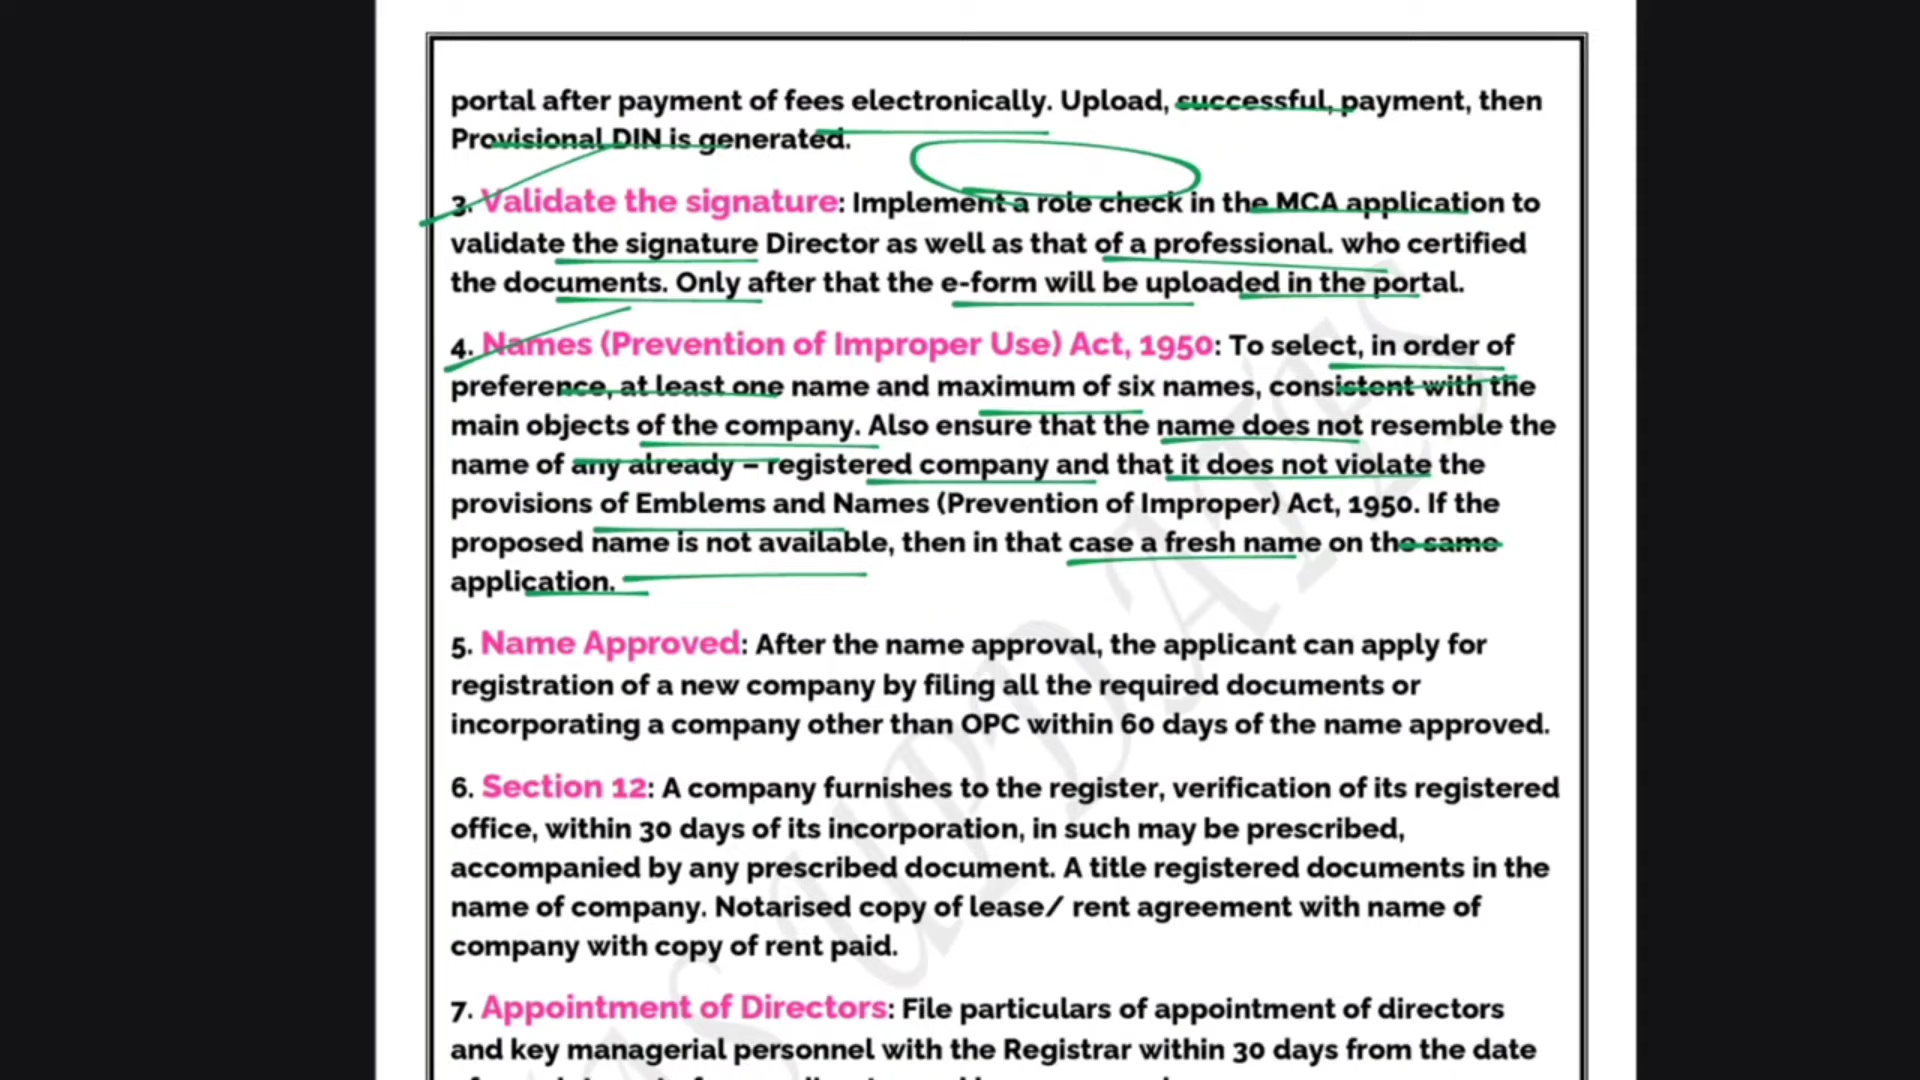 portal after payment of fees electronically. Upload, successful, payment, then
Provisional DIN is generated.
3. Validate the signature: Implement a role check in the MCA application to
validate the signature Director as well as that of a professional. who certified
the documents. Only after that the e-form will be uploaded in the portal.
4. Names (Prevention of Improper Use) Act, 1950: To select, in order of
preference, at least one name and maximum of six names, consistent with the
main objects of the company. Also ensure that the name does not resemble the
name of any already – registered company and that it does not violate the
provisions of Emblems and Names (Prevention of Improper) Act, 1950. If the
proposed name is not available, then in that case a fresh name on the same
application.
5. Name Approved: After the name approval, the applicant can apply for
registration of a new company by filing all the required documents or
incorporating a company other than OPC within 60 days of the name approved.
6. Section 12: A company furnishes to the register, verification of its registered
office, within 30 days of its incorporation, in such may be prescribed,
accompanied by any prescribed document. A title registered documents in the
name of company. Notarised copy of lease/ rent agreement with name of
company with copy of rent paid.
7. Appointment of Directors: File particulars of appointment of directors
and key managerial personnel with the Registrar within 30 days from the date
S UPDATES